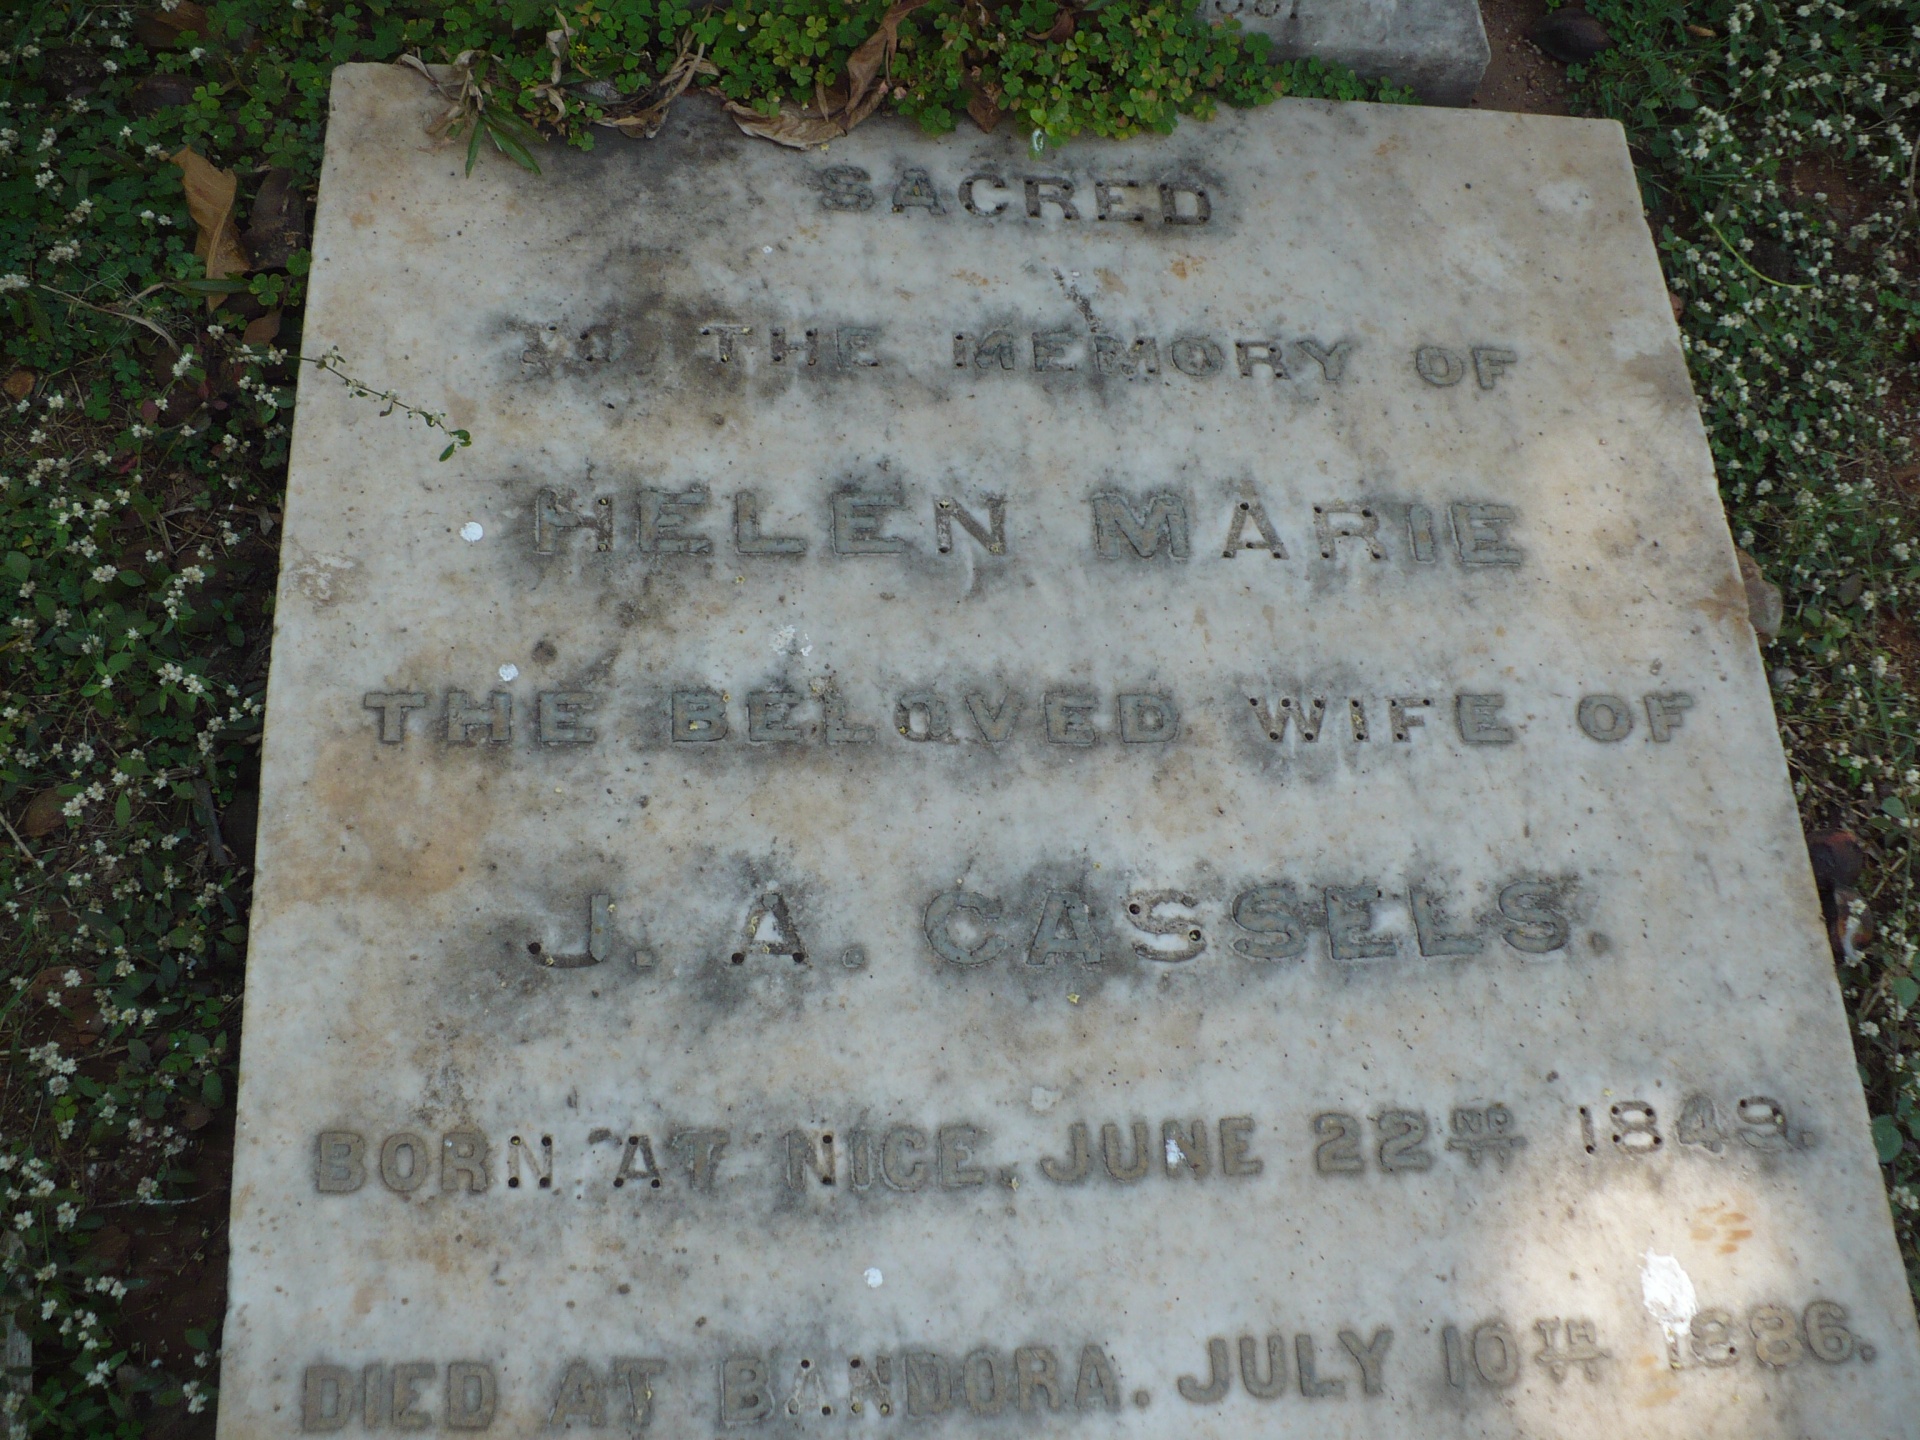 SACRED
TO THE MEMORY OF
HELEN MARIE
THE BELOVED WIFE OF
J. A. CASSELS.
BORN AT NICE, JUNE 22ND 1849.
DIED AT BANDORA. JULY 10TH 1886.